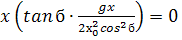 x (tanб · gx / 2x₀²cos²б) = 0